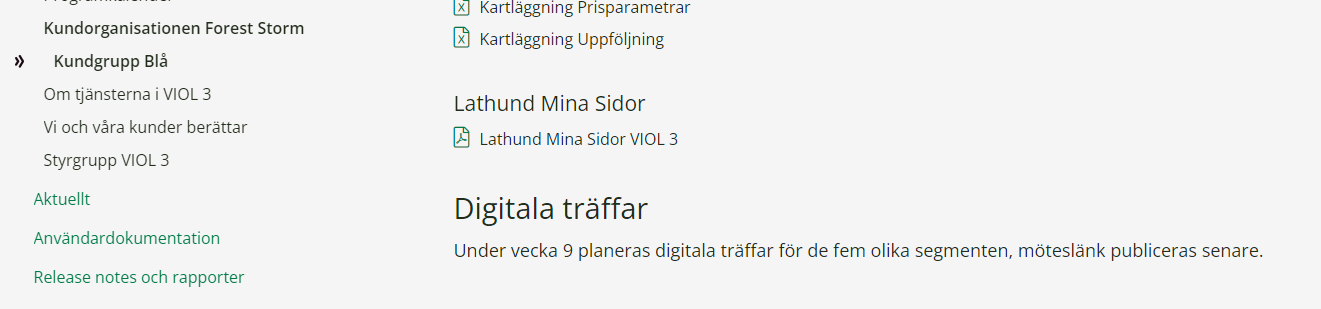 Kundorganisationen Forest Storm
» Kundgrupp Blå
Om tjänsterna i VIOL 3
Vi och våra kunder berättar
Styrgrupp VIOL 3
Aktuellt
Användardokumentation
Release notes och rapporter
Kartläggning Prisparametrar
Kartläggning Uppföljning
Lathund Mina Sidor
Lathund Mina Sidor VIOL 3
Digitala träffar
Under vecka 9 planeras digitala träffar för de fem olika segmenten, möteslänk publiceras senare.